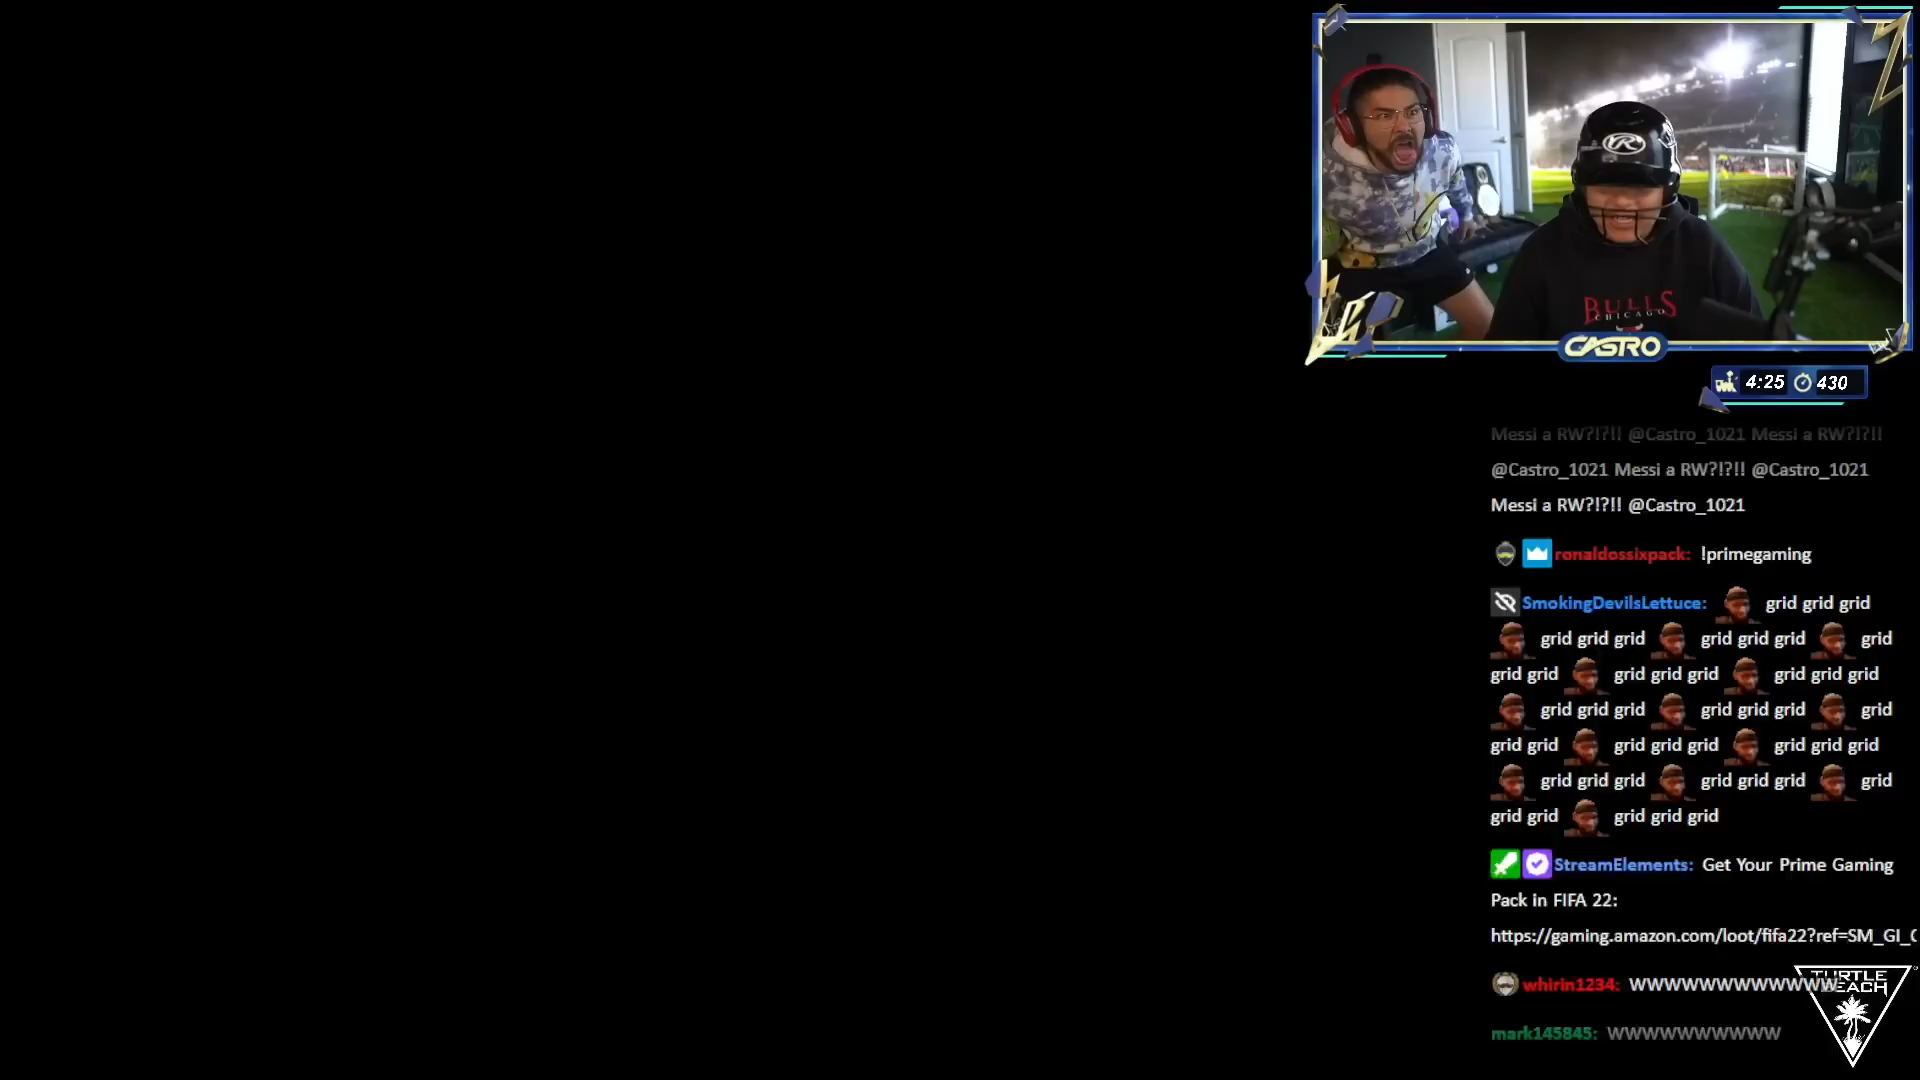 R
BULLS
CHICAGO
CASTRO
4:25 430
Messi a RW?!?!! @Castro_1021 Messi a RW?!?!!
@Castro_1021 Messi a RW?!?!! @Castro_1021
Messi a RW?!?!! @Castro_1021
ronaldossixpack: !primegaming
SmokingDevilsLettuce: grid grid grid
grid grid grid grid grid grid grid
grid grid grid grid grid grid grid grid
grid grid grid grid grid grid grid
grid grid grid grid grid grid grid grid
grid grid grid grid grid grid grid
grid grid grid grid grid
StreamElements: Get Your Prime Gaming
Pack in FIFA 22:
https://gaming.amazon.com/loot/fifa22?ref=SM_GI_
whirin1234: WWWWWWWWWWWW
TURTLE
BEACH
mark145845: WWWWWWWWWW